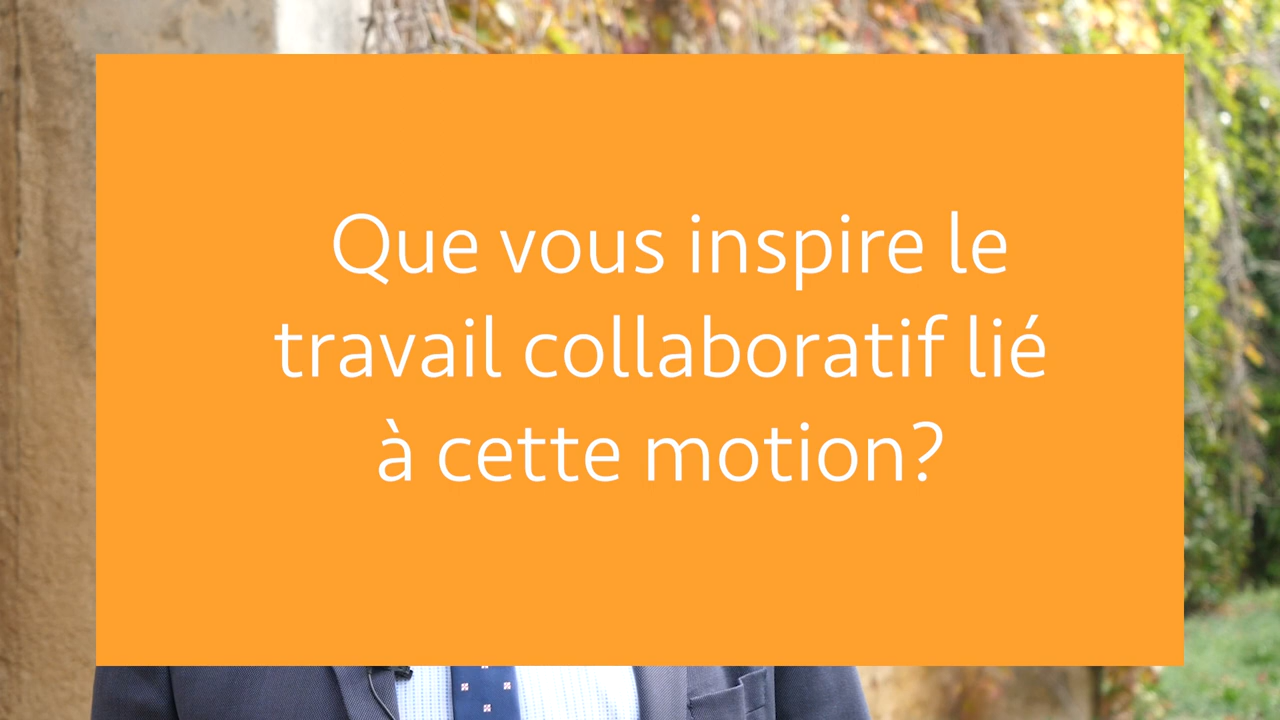 Que vous inspire le
travail collaboratif lié
à cette motion?